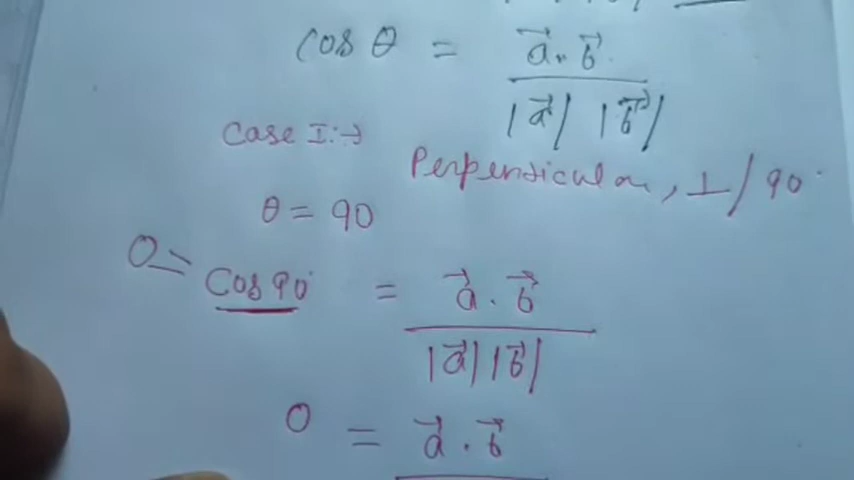 cos θ = a⃗ . b⃗
|a⃗| |b⃗|
Case I :→
Perpendicular, ⊥ / 90°
θ = 90
0 = Cos 90° = a⃗ . b⃗
|a⃗| |b⃗|
0 = a⃗ . b⃗